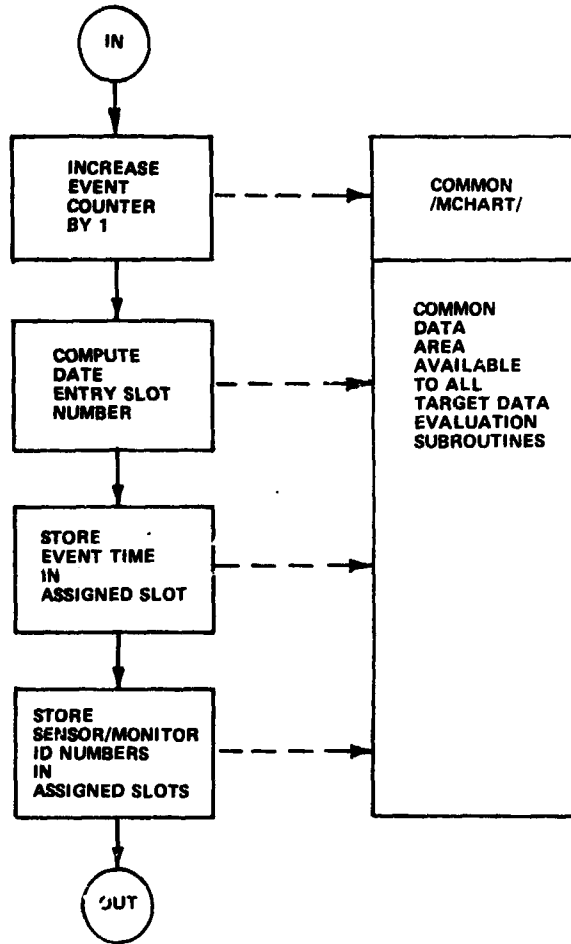 IN
INCREASE
EVENT
COUNTER
BY 1
COMMON
/MCHART/
COMPUTE
DATE
ENTRY SLOT
NUMBER
COMMON
DATA
AREA
AVAILABLE
TO ALL
TARGET DATA
EVALUATION
SUBROUTINES
STORE
EVENT TIME
IN
ASSIGNED SLOT
STORE
SENSOR/MONITOR
ID NUMBERS
IN
ASSIGNED SLOTS
OUT